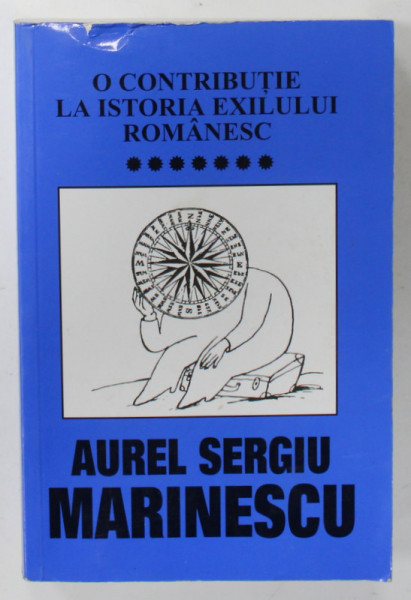 O CONTRIBUȚIE
LA ISTORIA EXILULUI
ROMÂNESC
AUREL SERGIU
MARINESCU